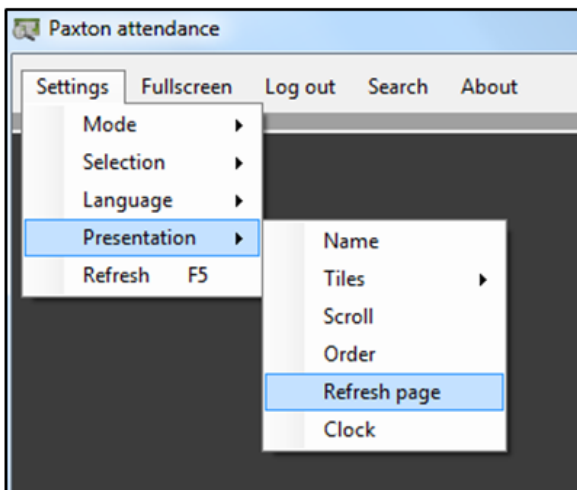 Paxton attendance
Settings Fullscreen Log out Search About
Mode
Selection
Language
Presentation
Refresh F5
Name
Tiles
Scroll
Order
Refresh page
Clock